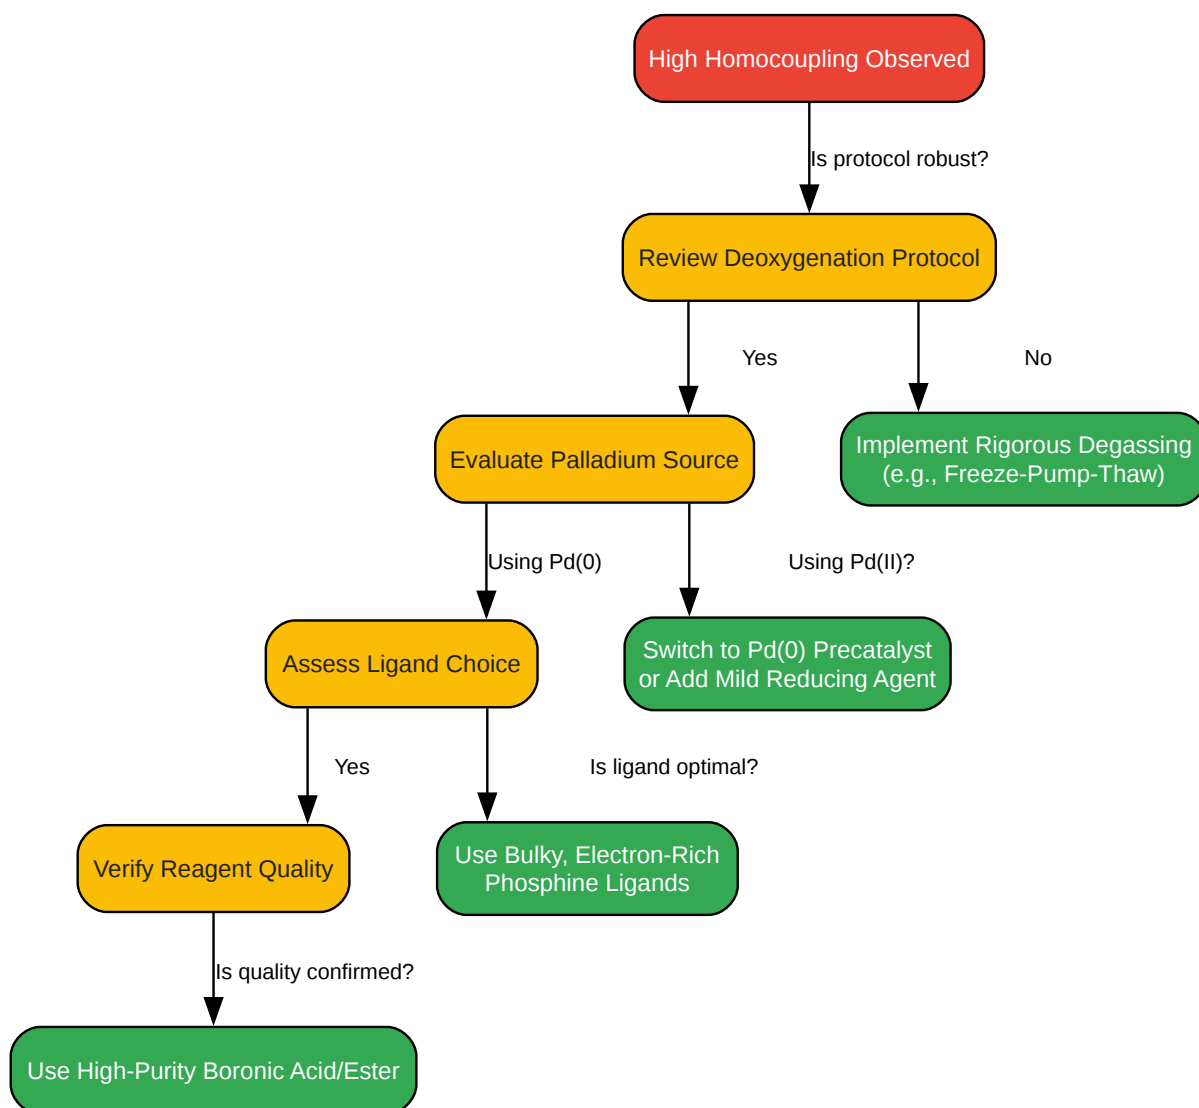 High Homocoupling Observed
Is protocol robust?
Review Deoxygenation Protocol
Yes
No
Evaluate Palladium Source
Implement Rigorous Degassing
(e.g., Freeze-Pump-Thaw)
Using Pd(0)
Using Pd(II)?
Assess Ligand Choice
Switch to Pd(0) Precatalyst
or Add Mild Reducing Agent
Yes
Is ligand optimal?
Verify Reagent Quality
Use Bulky, Electron-Rich
Phosphine Ligands
Is quality confirmed?
Use High-Purity Boronic Acid/Ester